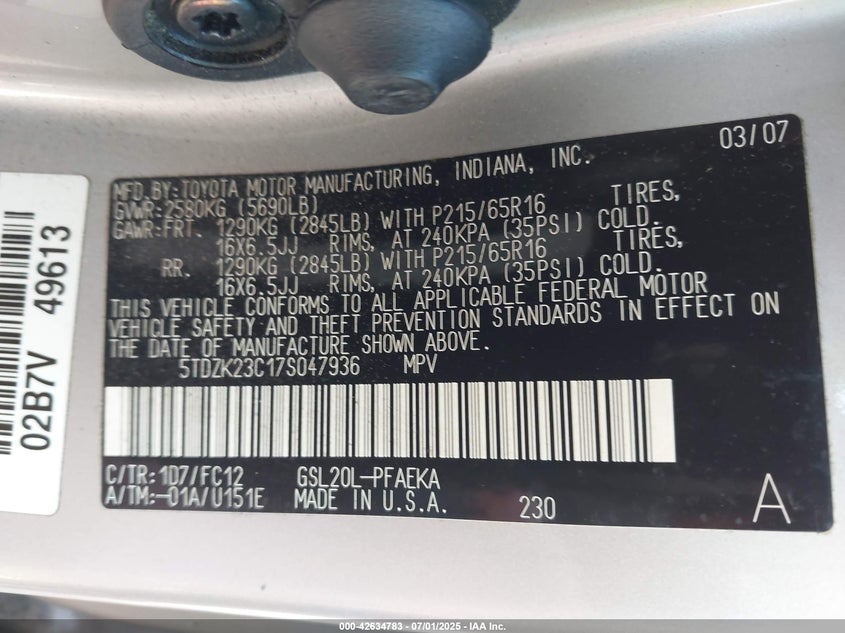 03/07
MFD.BY:TOYOTA MOTOR MANUFACTURING, INDIANA, INC.
GVWR:2580KG (5690LB)
GAWR:FRT. 1290KG (2845LB) WITH P215/65R16 TIRES,
16X6.5JJ RIMS, AT 240KPA (35PSI) COLD.
RR. 1290KG (2845LB) WITH P215/65R16 TIRES,
16X6.5JJ RIMS, AT 240KPA (35PSI) COLD.
THIS VEHICLE CONFORMS TO ALL APPLICABLE FEDERAL MOTOR
VEHICLE SAFETY AND THEFT PREVENTION STANDARDS IN EFFECT ON
THE DATE OF MANUFACTURE SHOWN ABOVE.
5TDZK23C17S047936 MPV
C/TR:1D7/FC12 GSL20L-PFAEKA
A/TM:-01A/U151E MADE IN U.S.A. 230 A
02B7V 49613
000-42634783 - 07/01/2025 - IAA Inc.